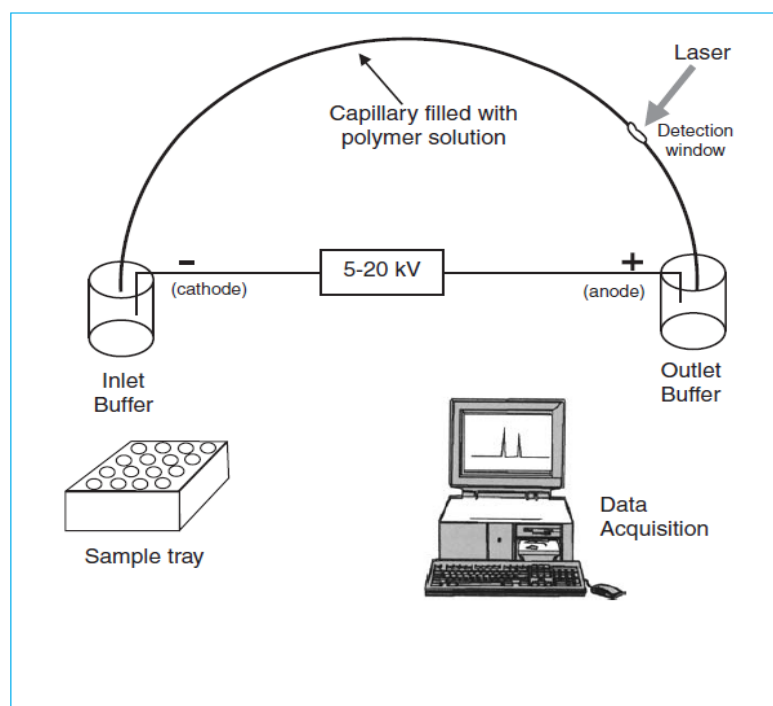 Laser
Capillary filled with
polymer solution
Detection
window
−
5-20 kV
+
(cathode)
(anode)
Inlet
Buffer
Outlet
Buffer
Sample tray
Data
Acquisition